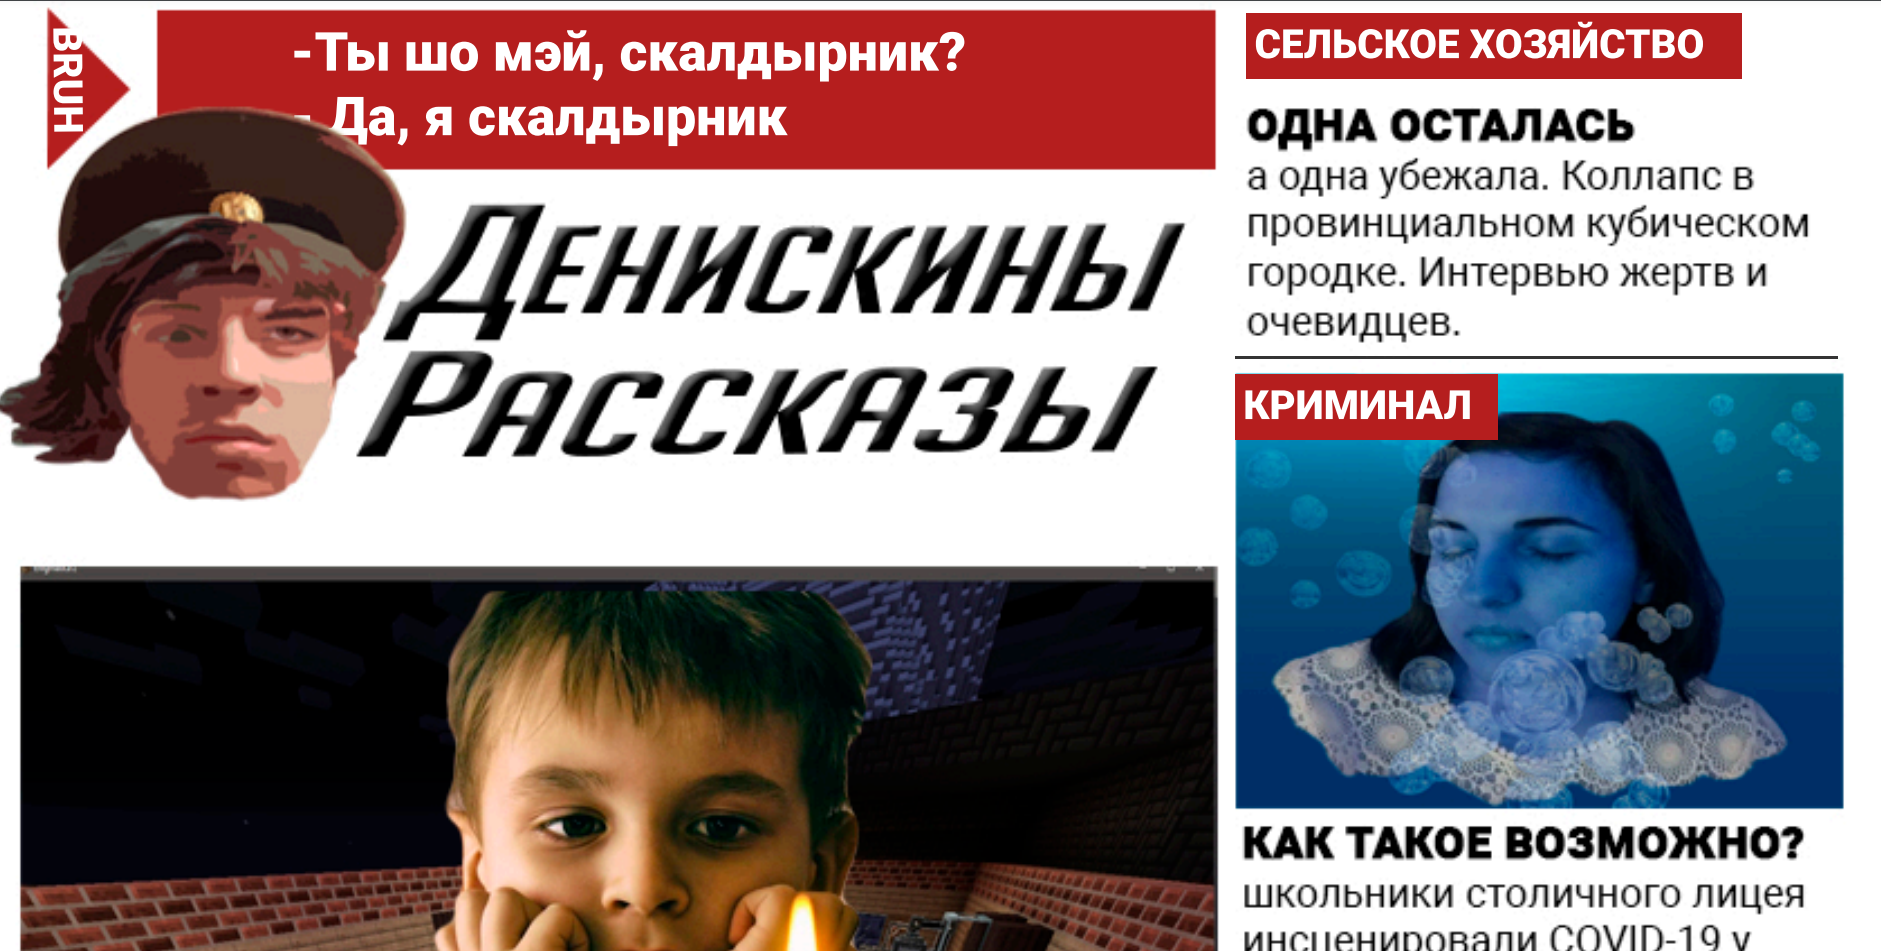 BRUH
-Ты шо мэй, скалдырник?
- Да, я скалдырник
ДЕНИСКИНЫ
РАССКАЗЫ
СЕЛЬСКОЕ ХОЗЯЙСТВО
ОДНА ОСТАЛАСЬ
а одна убежала. Коллапс в
провинциальном кубическом
городке. Интервью жертв и
очевидцев.
КРИМИНАЛ
КАК ТАКОЕ ВОЗМОЖНО?
школьники столичного лицея
инсценировали COVID-19 у